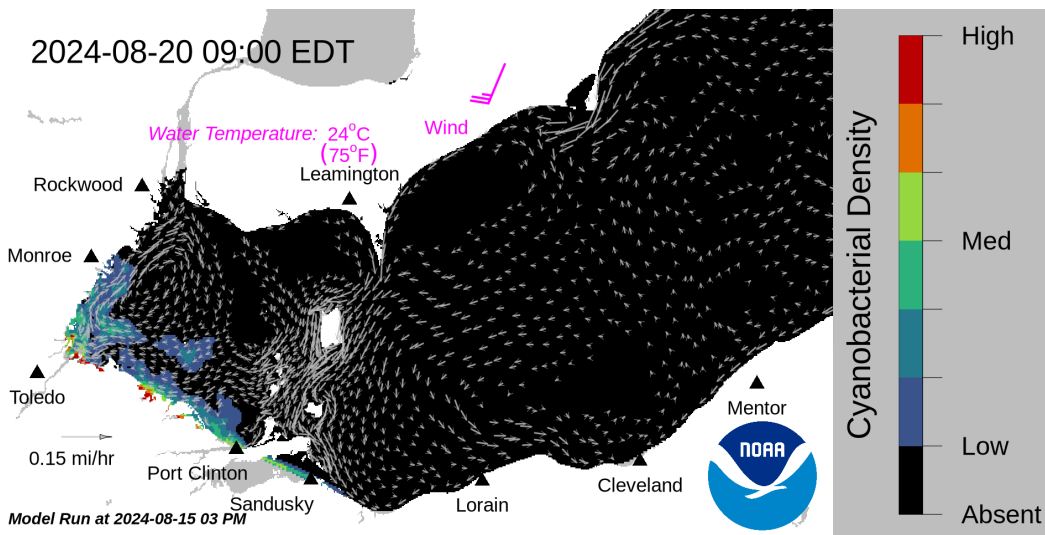 2024-08-20 09:00 EDT
Water Temperature: 24°C
(75°F)
Wind
Leamington
Rockwood
Monroe
Toledo
0.15 mi/hr
Port Clinton
Sandusky
Lorain
Cleveland
Mentor
NOAA
Model Run at 2024-08-15 03 PM
Cyanobacterial Density
High
Med
Low
Absent